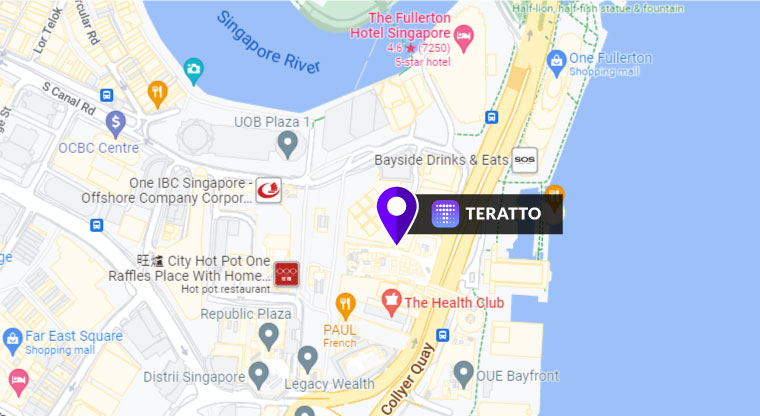 Half-lion, half-fish statue & fountain
Lor Telok
cular Rd
Singapore River
The Fullerton
Hotel Singapore
4.6 ★ (7250)
5-star hotel
One Fullerton
Shopping mall
S Canal Rd
OCBC Centre
UOB Plaza 1
Bayside Drinks & Eats
SOS
One IBC Singapore -
Offshore Company Corpor...
TERATTO
旺爐 City Hot Pot One
Raffles Place With Home...
Hot pot restaurant
The Health Club
Republic Plaza
PAUL
French
Far East Square
Shopping mall
Distrii Singapore
Legacy Wealth
Collyer Quay
OUE Bayfront